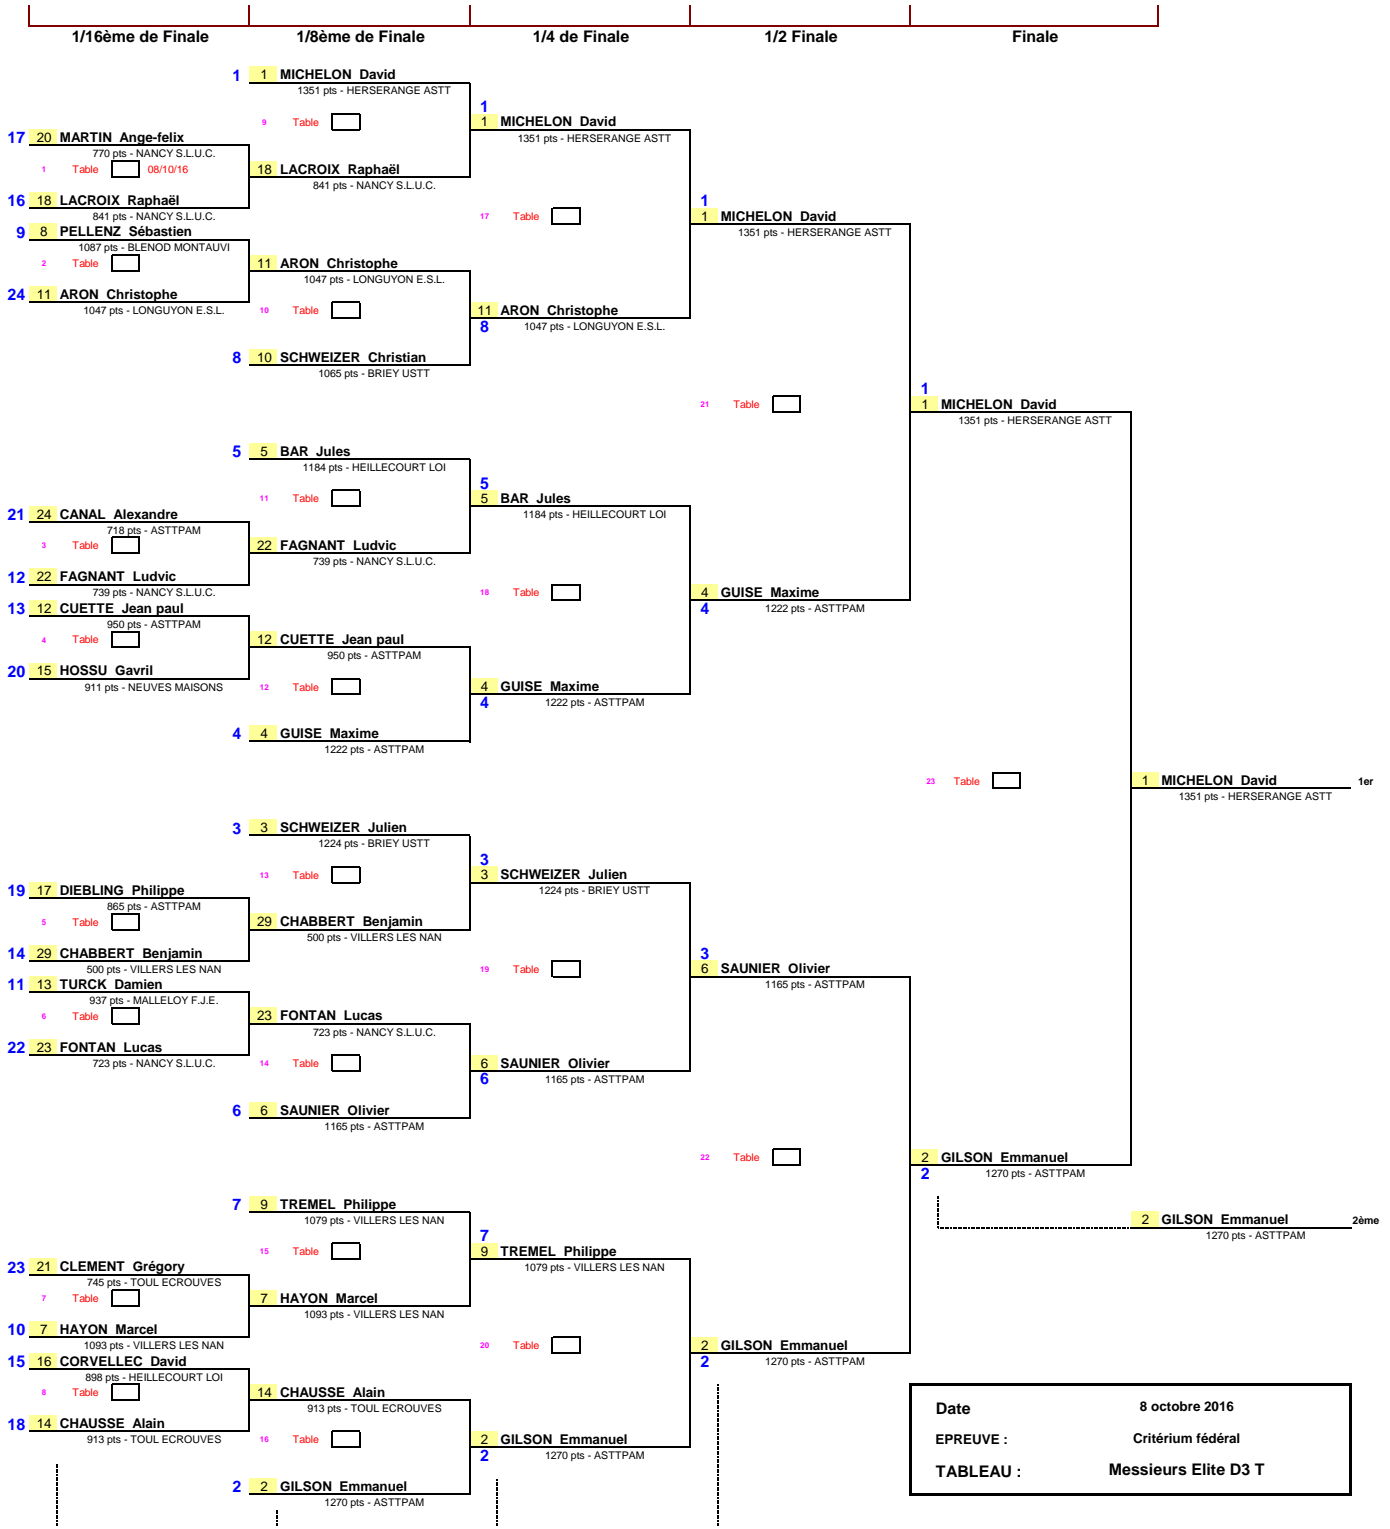 1/16ème de Finale 1/8ème de Finale 1/4 de Finale 1/2 Finale Finale
1 1 MICHELON David
1351 pts - HERSERANGE ASTT
1
9 Table 1 MICHELON David
17 20 MARTIN Ange-felix 1351 pts - HERSERANGE ASTT
770 pts - NANCY S.L.U.C.
1 Table 08/10/16 18 LACROIX Raphaël
841 pts - NANCY S.L.U.C.
16 18 LACROIX Raphaël 1
841 pts - NANCY S.L.U.C. 17 Table 1 MICHELON David
9 8 PELLENZ Sébastien 1351 pts - HERSERANGE ASTT
1087 pts - BLENOD MONTAUVI
2 Table 11 ARON Christophe
1047 pts - LONGUYON E.S.L.
24 11 ARON Christophe
1047 pts - LONGUYON E.S.L. 10 Table 11 ARON Christophe
8 1047 pts - LONGUYON E.S.L.
8 10 SCHWEIZER Christian
1065 pts - BRIEY USTT
1
21 Table 1 MICHELON David
1351 pts - HERSERANGE ASTT
5 5 BAR Jules
1184 pts - HEILLECOURT LOI
5
11 Table 5 BAR Jules
21 24 CANAL Alexandre 1184 pts - HEILLECOURT LOI
718 pts - ASTTPAM
3 Table 22 FAGNANT Ludvic
739 pts - NANCY S.L.U.C.
12 22 FAGNANT Ludvic
739 pts - NANCY S.L.U.C. 18 Table 4 GUISE Maxime
13 12 CUETTE Jean paul 4 1222 pts - ASTTPAM
950 pts - ASTTPAM
4 Table 12 CUETTE Jean paul
950 pts - ASTTPAM
20 15 HOSSU Gavril
911 pts - NEUVES MAISONS 12 Table 4 GUISE Maxime
4 1222 pts - ASTTPAM
4 4 GUISE Maxime
1222 pts - ASTTPAM
23 Table 1 MICHELON David 1er
1351 pts - HERSERANGE ASTT
3 3 SCHWEIZER Julien
1224 pts - BRIEY USTT
3
13 Table 3 SCHWEIZER Julien
19 17 DIEBLING Philippe 1224 pts - BRIEY USTT
865 pts - ASTTPAM
5 Table 29 CHABBERT Benjamin
500 pts - VILLERS LES NAN
14 29 CHABBERT Benjamin 3
500 pts - VILLERS LES NAN 19 Table 6 SAUNIER Olivier
11 13 TURCK Damien 1165 pts - ASTTPAM
937 pts - MALLELOY F.J.E.
6 Table 23 FONTAN Lucas
723 pts - NANCY S.L.U.C.
22 23 FONTAN Lucas
723 pts - NANCY S.L.U.C. 14 Table 6 SAUNIER Olivier
6 1165 pts - ASTTPAM
6 6 SAUNIER Olivier
1165 pts - ASTTPAM
22 Table 2 GILSON Emmanuel
2 1270 pts - ASTTPAM
7 9 TREMEL Philippe
1079 pts - VILLERS LES NAN 2 GILSON Emmanuel 2ème
7 1270 pts - ASTTPAM
15 Table 9 TREMEL Philippe
23 21 CLEMENT Grégory 1079 pts - VILLERS LES NAN
745 pts - TOUL ECROUVES
7 Table 7 HAYON Marcel
1093 pts - VILLERS LES NAN
10 7 HAYON Marcel
1093 pts - VILLERS LES NAN 20 Table 2 GILSON Emmanuel
15 16 CORVELLEC David 2 1270 pts - ASTTPAM
898 pts - HEILLECOURT LOI
8 Table 14 CHAUSSE Alain
913 pts - TOUL ECROUVES
Date 8 octobre 2016
18 14 CHAUSSE Alain
913 pts - TOUL ECROUVES 16 Table 2 GILSON Emmanuel
EPREUVE : Critérium fédéral
2 1270 pts - ASTTPAM
TABLEAU : Messieurs Elite D3 T
2 2 GILSON Emmanuel
1270 pts - ASTTPAM